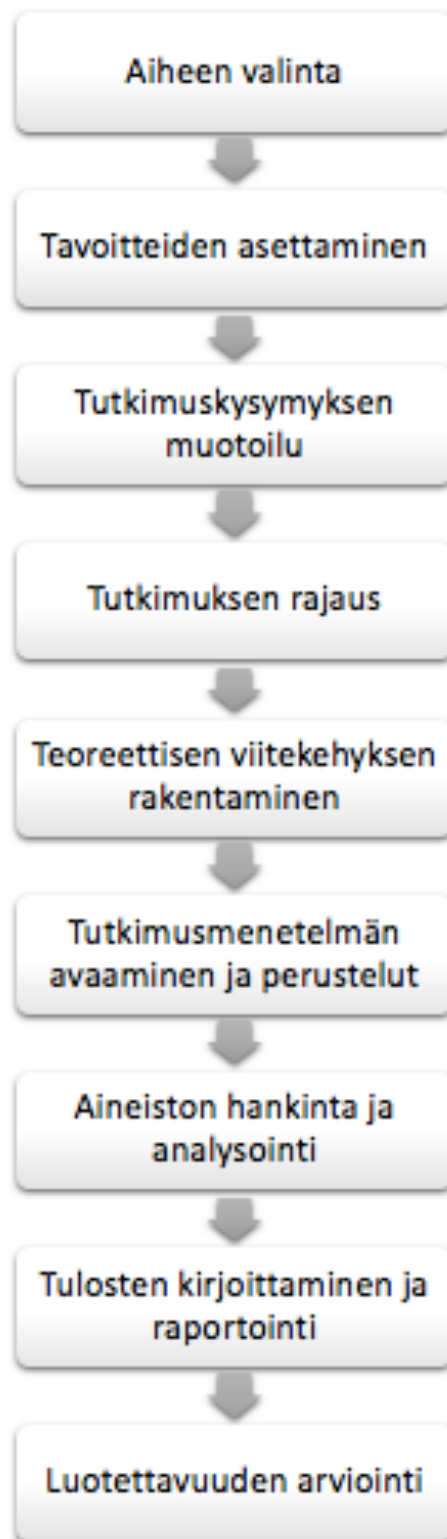 Aiheen valinta
Tavoitteiden asettaminen
Tutkimuskysymyksen
muotoilu
Tutkimuksen rajaus
Teoreettisen viitekehyksen
rakentaminen
Tutkimusmenetelmän
avaaminen ja perustelut
Aineiston hankinta ja
analysointi
Tulosten kirjoittaminen ja
raportointi
Luotettavuuden arviointi